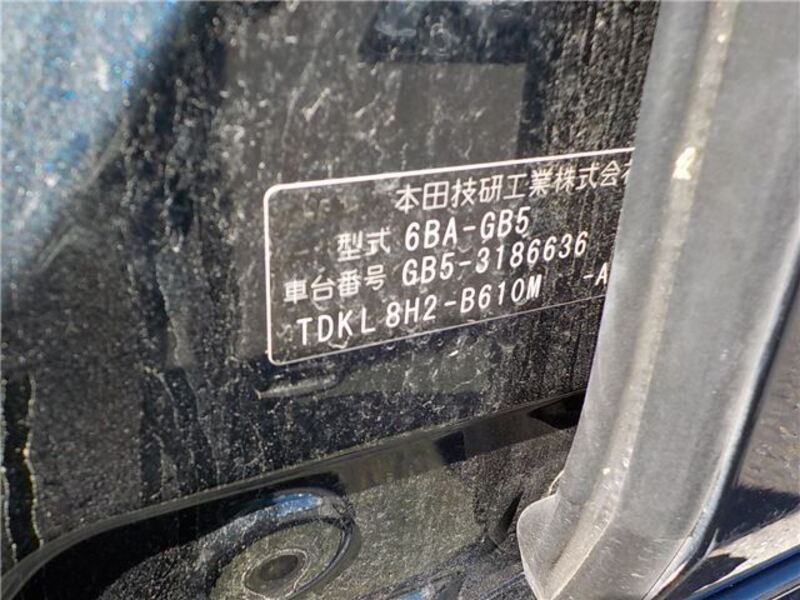 本田技研工業株式会
型式 6BA-GB5
車台番号 GB5-3186636
TDKL 8H2-B610M -A